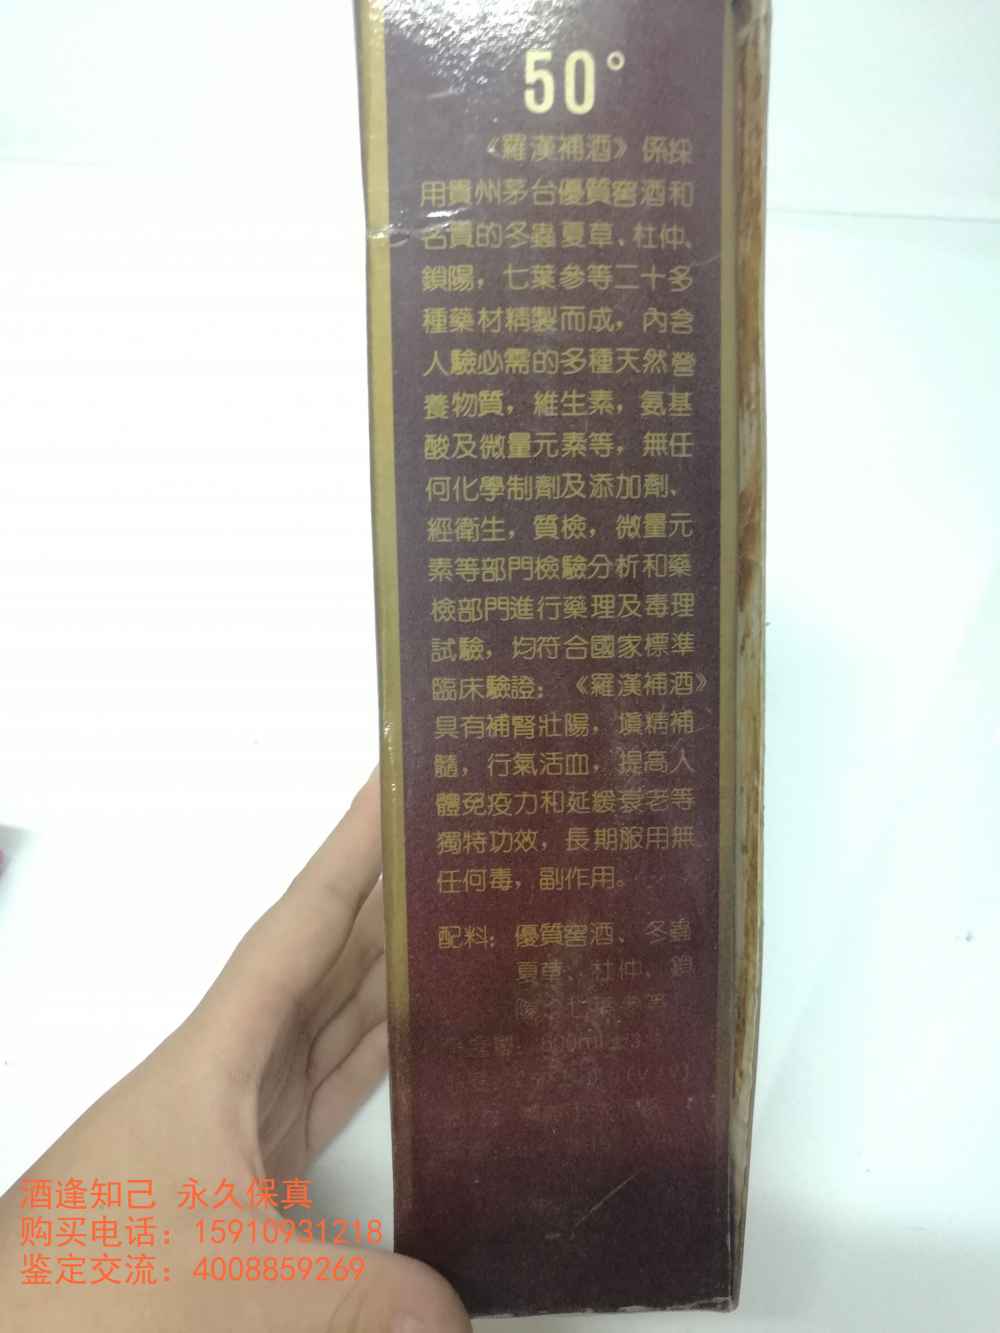 50°
《羅漢補酒》係綵
用貴州茅台優質窖酒和
名貴的冬蟲夏草、杜仲、
鎖陽，七葉參等二十多
種藥材精製而成，內含
人驗必需的多種天然營
養物質，維生素，氨基
酸及微量元素等，無任
何化學制劑及添加劑、
經衛生，質檢，微量元
素等部門檢驗分析和藥
檢部門進行藥理及毒理
試驗，均符合國家標準
臨床驗證：《羅漢補酒》
具有補腎壯陽，塡精補
髓，行氣活血，提高人
體免疫力和延緩衰老等
獨特功效，長期服用無
任何毒，副作用。
配料：優質窖酒、冬蟲
夏草、杜仲、鎖
陽、七葉參等
酒逢知己 永久保真
购买电话：15910931218
鉴定交流：4008859269